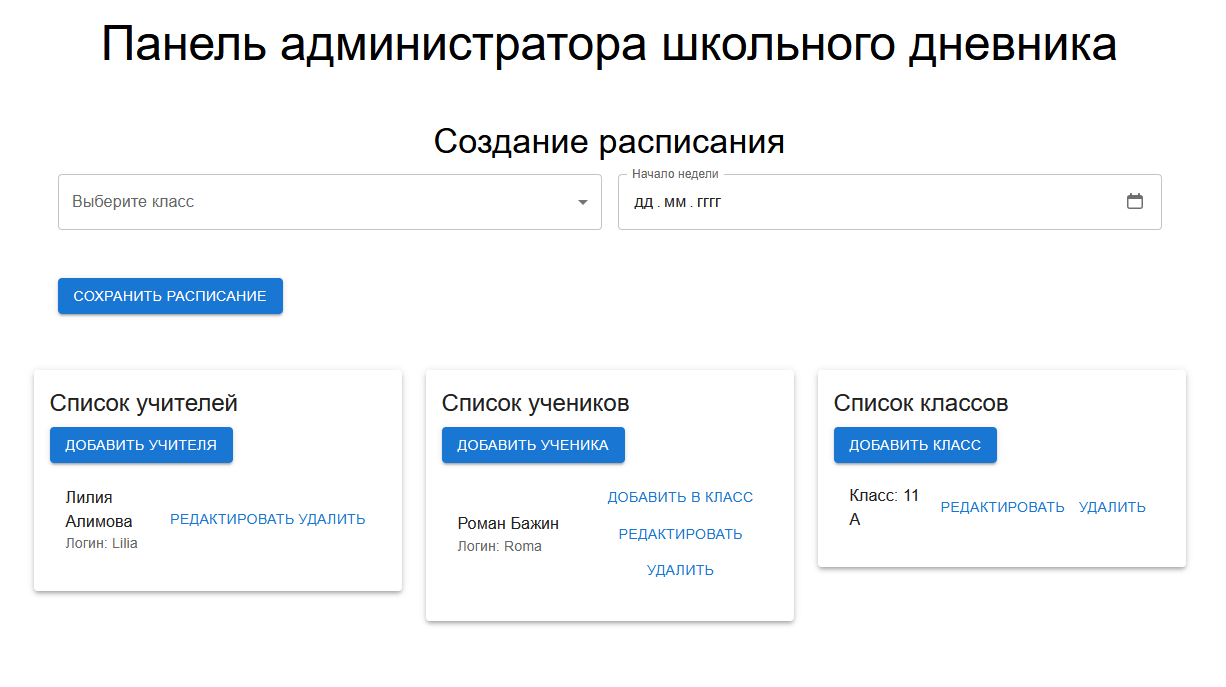 Панель администратора школьного дневника
Создание расписания
Выберите класс
Начало недели
дд . мм . гггг
СОХРАНИТЬ РАСПИСАНИЕ
Список учителей
ДОБАВИТЬ УЧИТЕЛЯ
Лилия
Алимова
Логин: Lilia
РЕДАКТИРОВАТЬ УДАЛИТЬ
Список учеников
ДОБАВИТЬ УЧЕНИКА
Роман Бажин
Логин: Roma
ДОБАВИТЬ В КЛАСС
РЕДАКТИРОВАТЬ
УДАЛИТЬ
Список классов
ДОБАВИТЬ КЛАСС
Класс: 11
А
РЕДАКТИРОВАТЬ УДАЛИТЬ